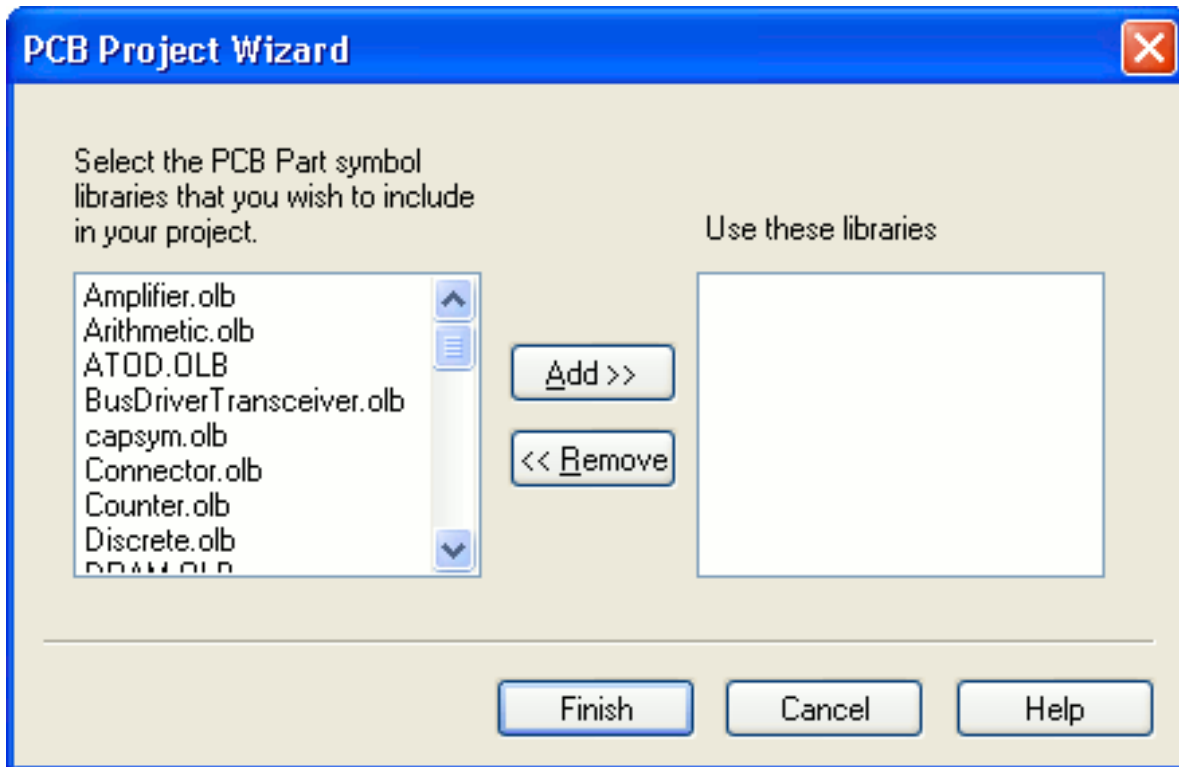 PCB Project Wizard
Select the PCB Part symbol
libraries that you wish to include
in your project.
Use these libraries
Amplifier.olb
Arithmetic.olb
ATOD.OLB
BusDriverTransceiver.olb
capsym.olb
Connector.olb
Counter.olb
Discrete.olb
DRAM.OLB
Add >>
<< Remove
Finish
Cancel
Help